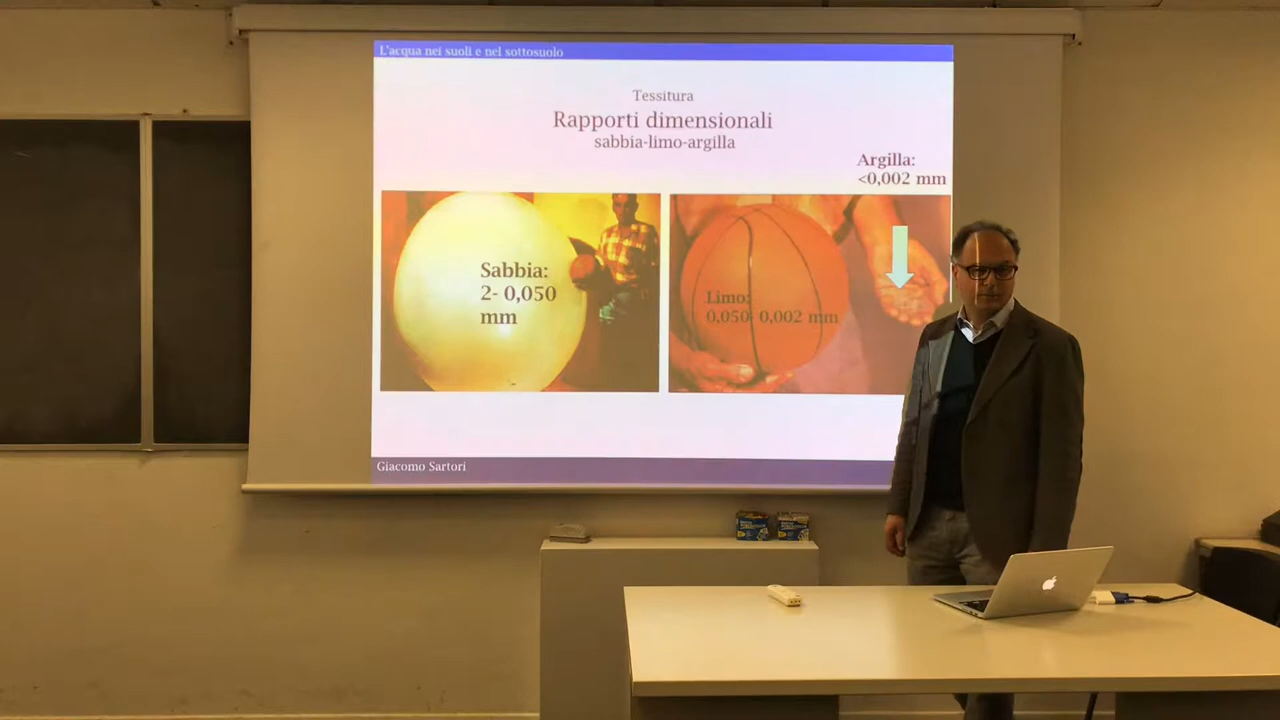 L'acqua nei suoli e nel sottosuolo
Tessitura
Rapporti dimensionali
sabbia-limo-argilla
Argilla:
<0,002 mm
Sabbia:
2- 0,050
mm
Limo:
0,050- 0,002 mm
Giacomo Sartori